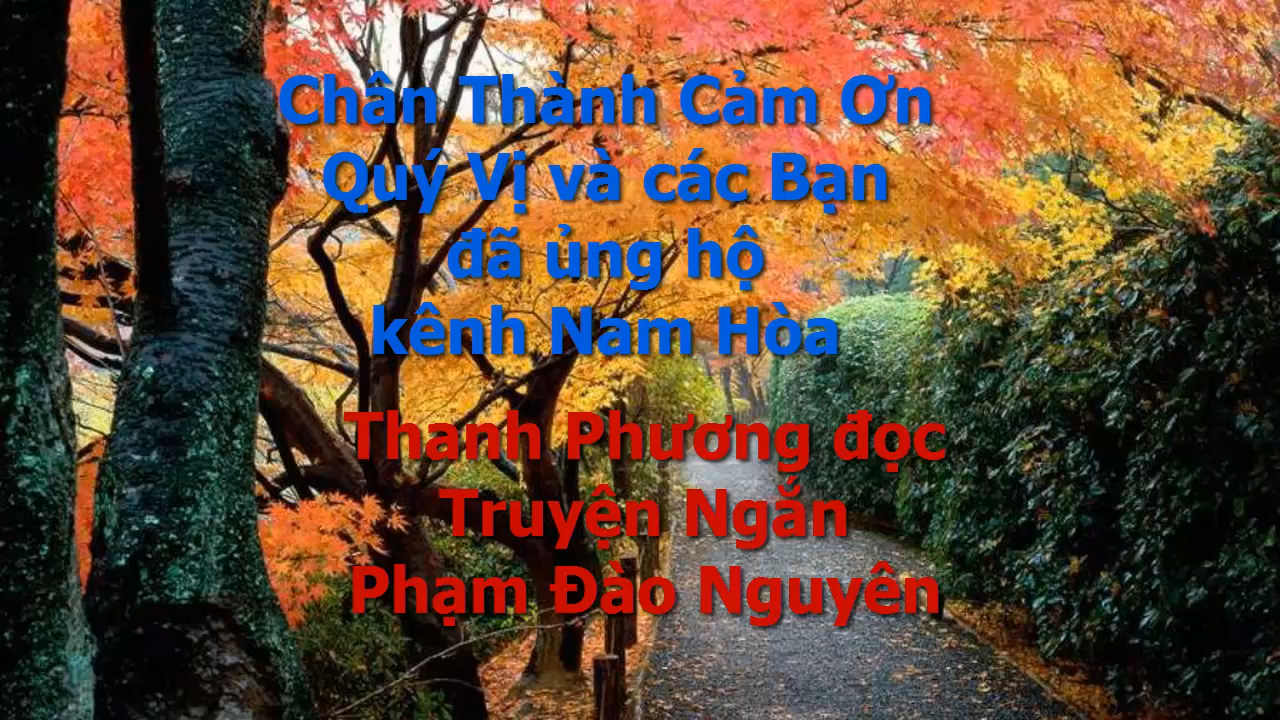 Chân Thành Cảm Ơn
Quý Vị và các Bạn
đã ủng hộ
kênh Nam Hòa
Thanh Phương đọc
Truyện Ngắn
Phạm Đào Nguyên